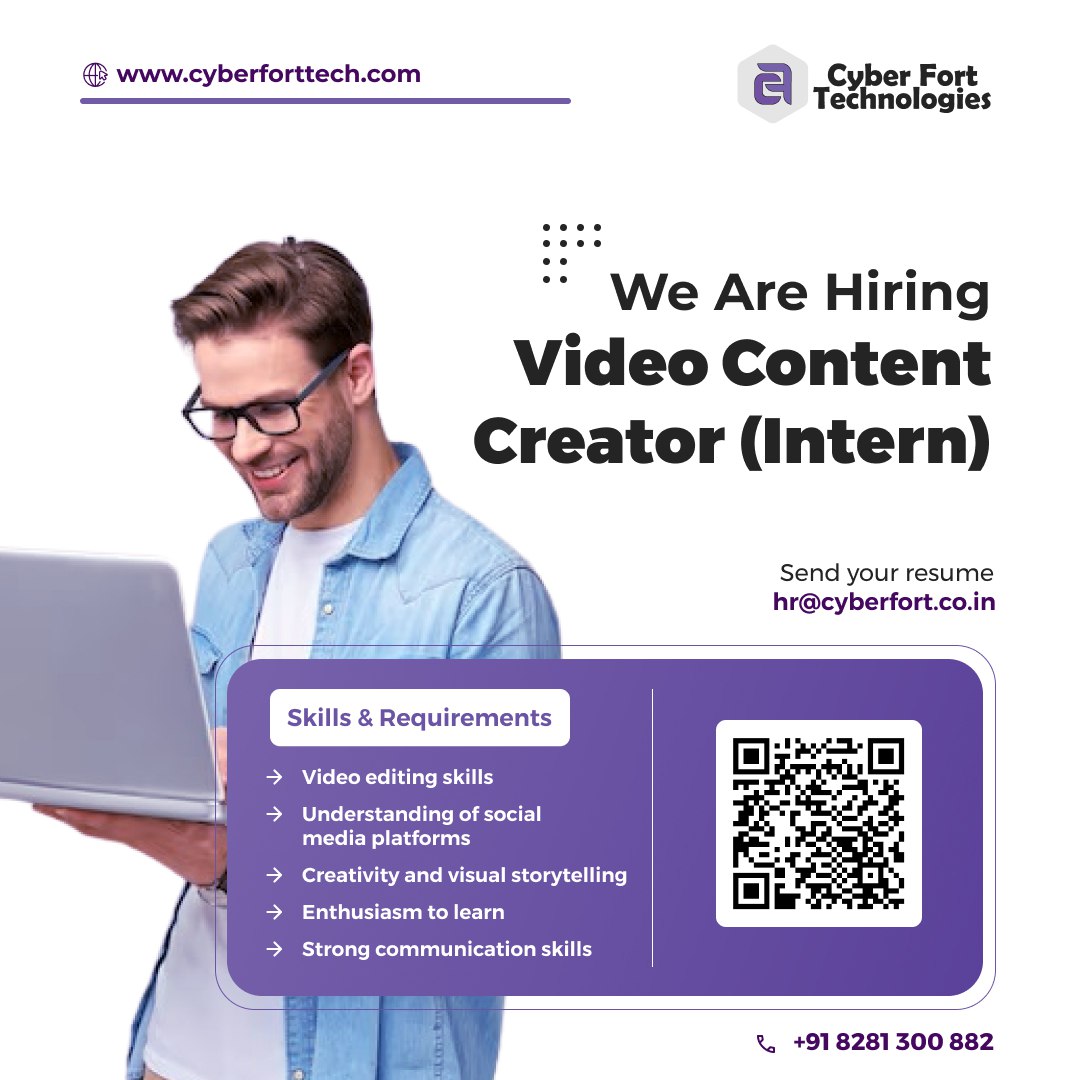 www.cyberforttech.com
Cyber Fort
Technologies
We Are Hiring
Video Content
Creator (Intern)
Send your resume
hr@cyberfort.co.in
Skills & Requirements
Video editing skills
Understanding of social
media platforms
Creativity and visual storytelling
Enthusiasm to learn
Strong communication skills
+91 8281 300 882